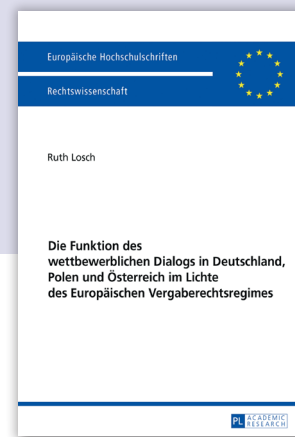 Europäische Hochschulschriften
Rechtswissenschaft
Ruth Losch
Die Funktion des
wettbewerblichen Dialogs in Deutschland,
Polen und Österreich im Lichte
des Europäischen Vergaberechtsregimes
PL ACADEMIC
RESEARCH